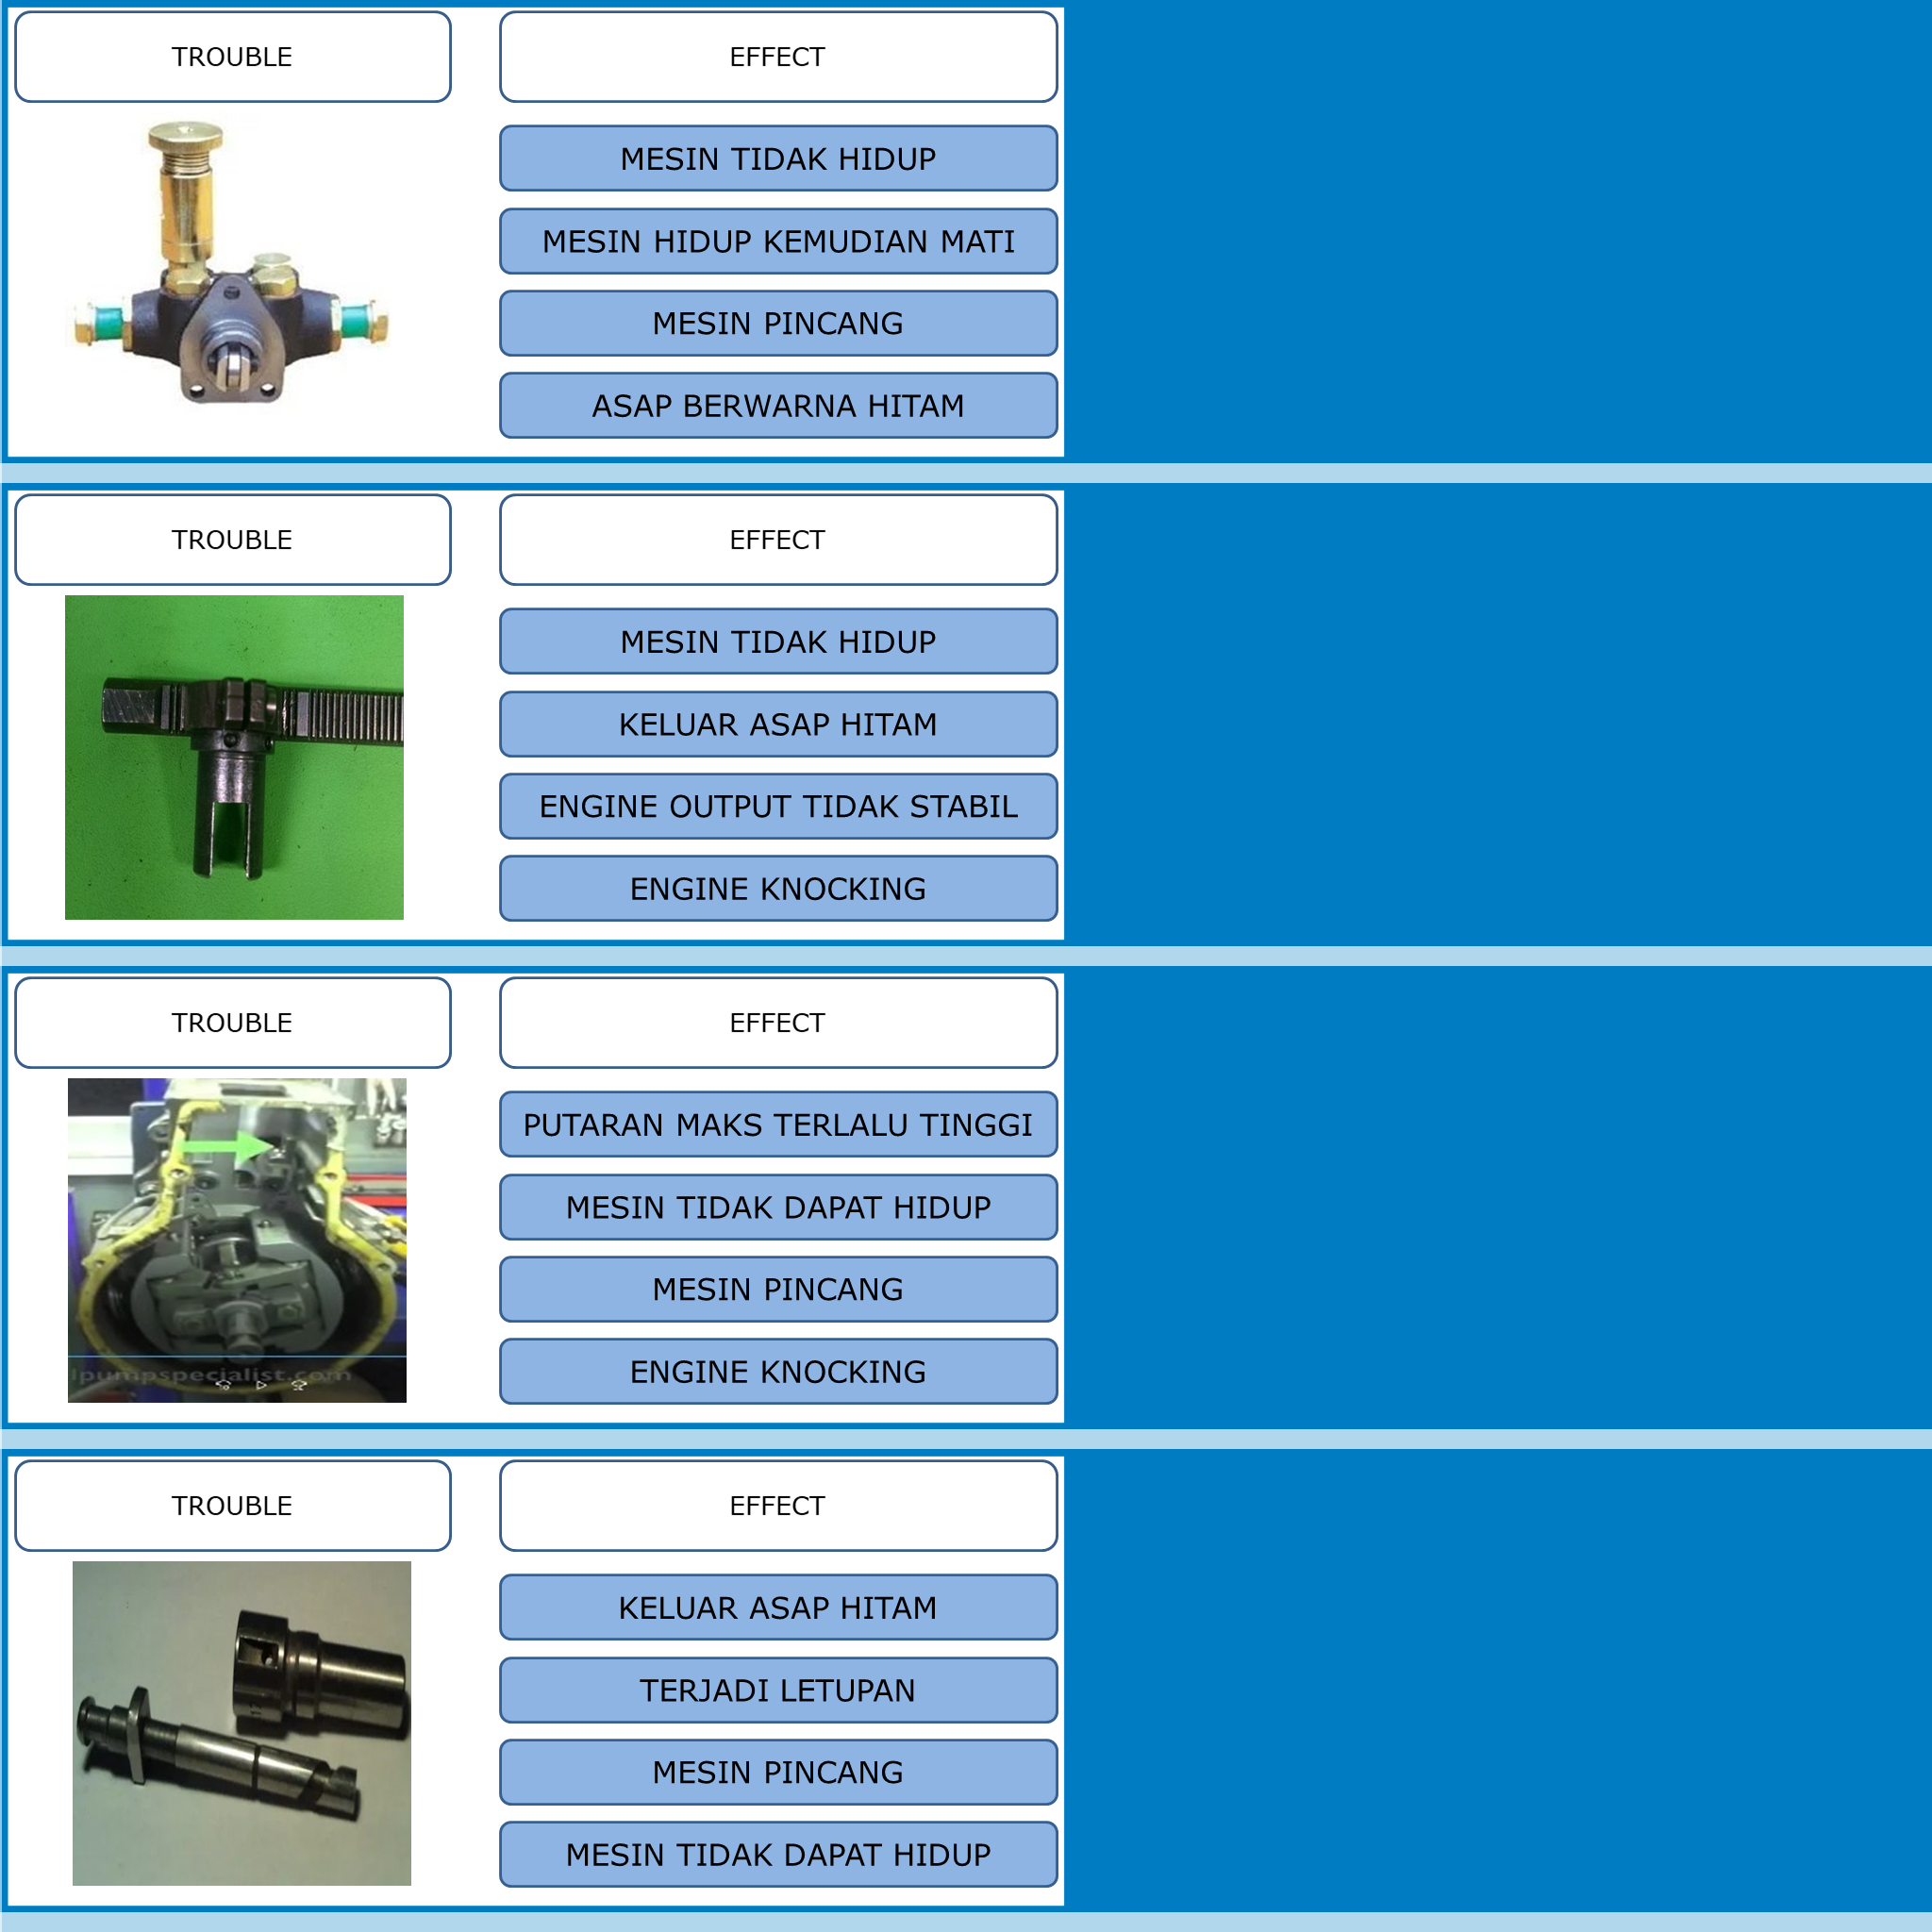 TROUBLE
EFFECT
MESIN TIDAK HIDUP
MESIN HIDUP KEMUDIAN MATI
MESIN PINCANG
ASAP BERWARNA HITAM
TROUBLE
EFFECT
MESIN TIDAK HIDUP
KELUAR ASAP HITAM
ENGINE OUTPUT TIDAK STABIL
ENGINE KNOCKING
TROUBLE
EFFECT
PUTARAN MAKS TERLALU TINGGI
MESIN TIDAK DAPAT HIDUP
MESIN PINCANG
ENGINE KNOCKING
lpumpspecialist.com
TROUBLE
EFFECT
KELUAR ASAP HITAM
TERJADI LETUPAN
MESIN PINCANG
MESIN TIDAK DAPAT HIDUP